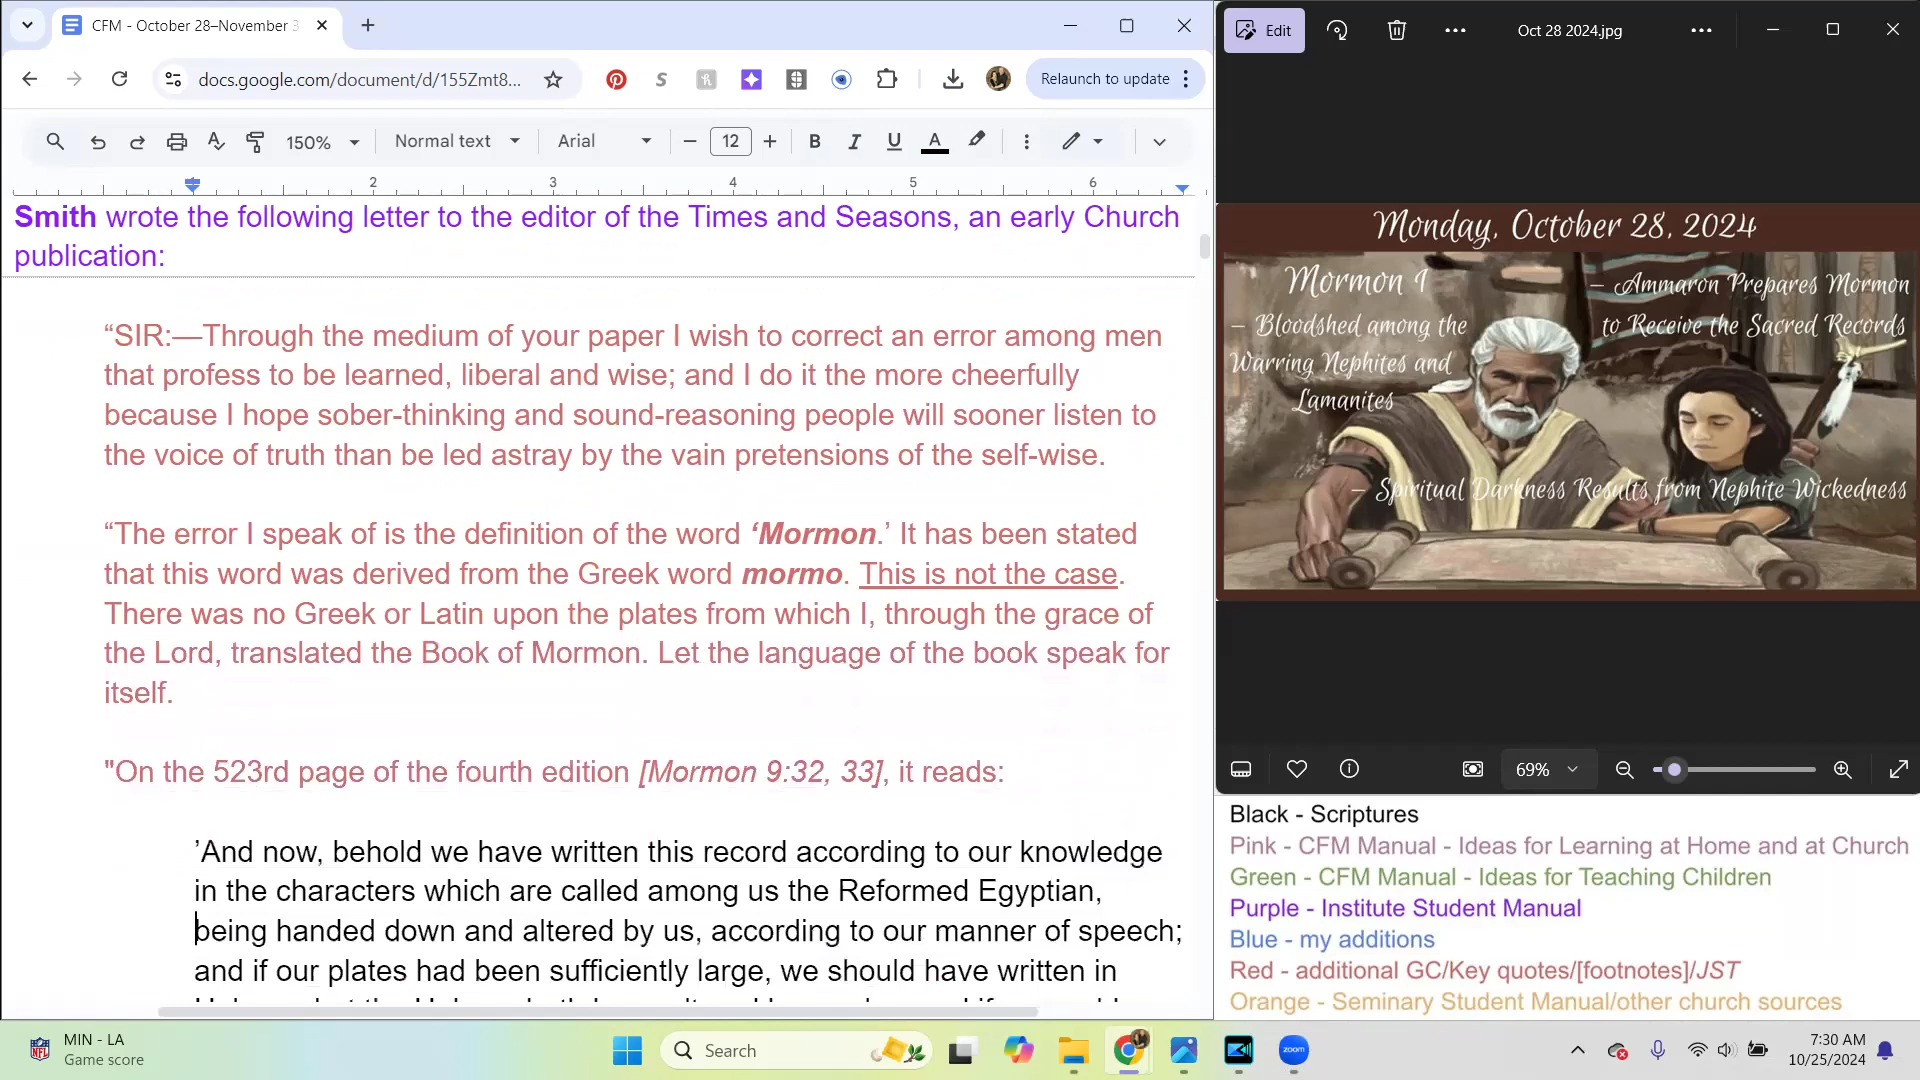 CFM - October 28–November 3
docs.google.com/document/d/155Zmt8...
Relaunch to update
150%
Normal text
Arial
12
2
3
4
5
6
Smith wrote the following letter to the editor of the Times and Seasons, an early Church
publication:
“SIR:—Through the medium of your paper I wish to correct an error among men
that profess to be learned, liberal and wise; and I do it the more cheerfully
because I hope sober-thinking and sound-reasoning people will sooner listen to
the voice of truth than be led astray by the vain pretensions of the self-wise.
“The error I speak of is the definition of the word ‘Mormon.’ It has been stated
that this word was derived from the Greek word mormo. This is not the case.
There was no Greek or Latin upon the plates from which I, through the grace of
the Lord, translated the Book of Mormon. Let the language of the book speak for
itself.
"On the 523rd page of the fourth edition [Mormon 9:32, 33], it reads:
’And now, behold we have written this record according to our knowledge
in the characters which are called among us the Reformed Egyptian,
being handed down and altered by us, according to our manner of speech;
and if our plates had been sufficiently large, we should have written in
Edit
Oct 28 2024.jpg
Monday, October 28, 2024
Mormon 1
– Bloodshed among the
Warring Nephites and
Lamanites
– Ammaron Prepares Mormon
to Receive the Sacred Records
– Spiritual Darkness Results from Nephite Wickedness
69%
Black - Scriptures
Pink - CFM Manual - Ideas for Learning at Home and at Church
Green - CFM Manual - Ideas for Teaching Children
Purple - Institute Student Manual
Blue - my additions
Red - additional GC/Key quotes/[footnotes]/JST
Orange - Seminary Student Manual/other church sources
MIN - LA
Game score
Search
zoom
7:30 AM
10/25/2024